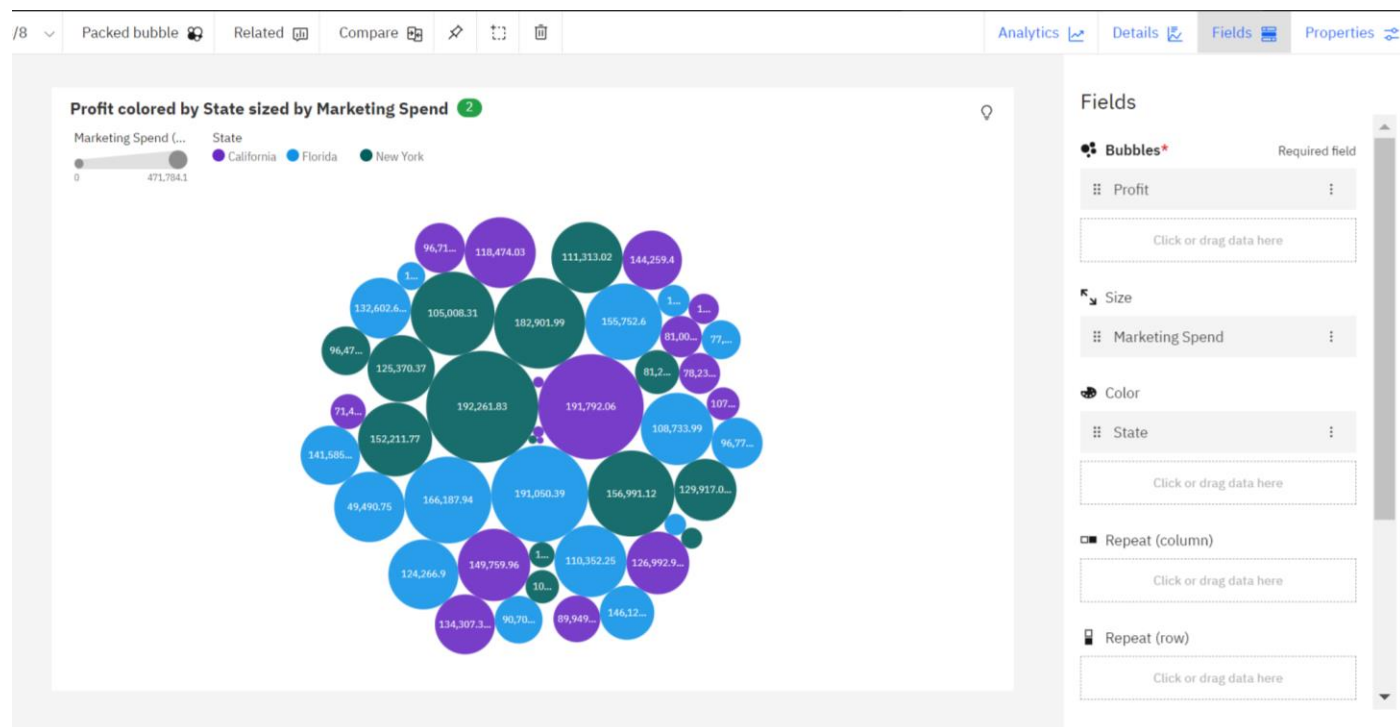 /8 Packed bubble Related Compare Analytics Details Fields Properties
Profit colored by State sized by Marketing Spend 2
Marketing Spend (... State
California Florida New York
0 471,784.1
96,71... 118,474.03 111,313.02 144,259.4
1...
132,602.6... 105,008.31 182,901.99 155,752.6 1... 1...
81,00... 77,...
96,47... 125,370.37 81,2... 78,23...
71,4... 192,261.83 191,792.06 107...
152,211.77 108,733.99 96,77...
141,585...
49,490.75 166,187.94 191,050.39 156,991.12 129,917.0...
124,266.9 149,759.96 1... 110,352.25 126,992.9...
10...
134,307.3... 90,70... 89,949... 146,12...
Fields
Bubbles* Required field
Profit
Click or drag data here
Size
Marketing Spend
Color
State
Click or drag data here
Repeat (column)
Click or drag data here
Repeat (row)
Click or drag data here